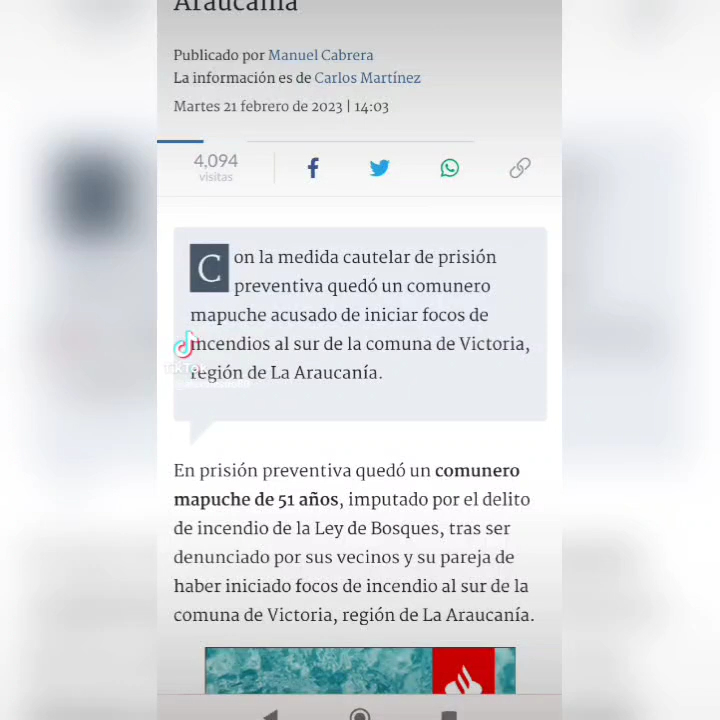 Araucanía
Publicado por Manuel Cabrera
La información es de Carlos Martínez
Martes 21 febrero de 2023 | 14:03
4,094
visitas
Con la medida cautelar de prisión
preventiva quedó un comunero
mapuche acusado de iniciar focos de
incendios al sur de la comuna de Victoria,
región de La Araucanía.
TikTok
En prisión preventiva quedó un comunero
mapuche de 51 años, imputado por el delito
de incendio de la Ley de Bosques, tras ser
denunciado por sus vecinos y su pareja de
haber iniciado focos de incendio al sur de la
comuna de Victoria, región de La Araucanía.